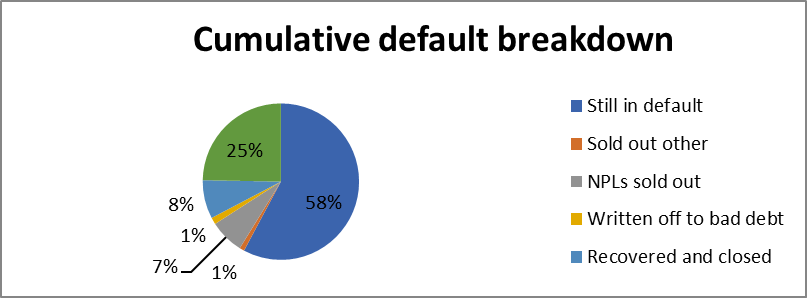 Cumulative default breakdown
Still in default
Sold out other
NPLs sold out
Written off to bad debt
Recovered and closed
25%
58%
8%
1%
7%
1%